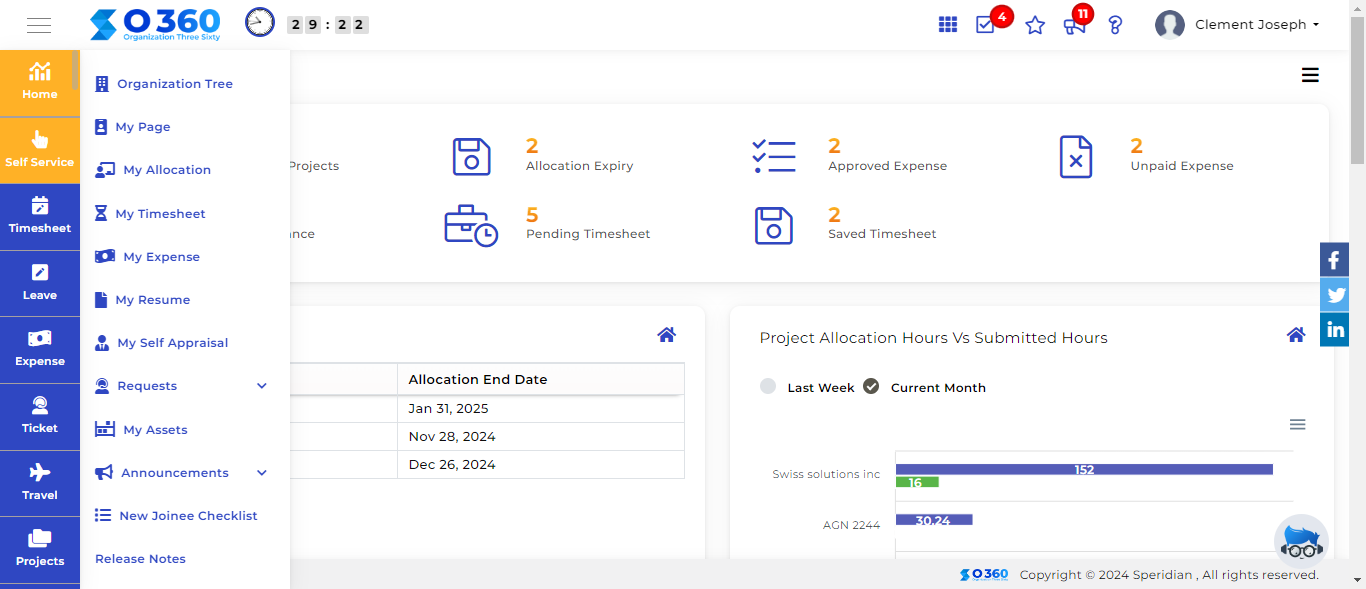 O 360
Organization Three Sixty
29:22
4
11
Clement Joseph
Home
Self Service
Timesheet
Leave
Expense
Ticket
Travel
Projects
Organization Tree
My Page
My Allocation
My Timesheet
My Expense
My Resume
My Self Appraisal
Requests
My Assets
Announcements
New Joinee Checklist
Release Notes
Projects
2
Allocation Expiry
2
Approved Expense
2
Unpaid Expense
nce
5
Pending Timesheet
2
Saved Timesheet
Allocation End Date
Jan 31, 2025
Nov 28, 2024
Dec 26, 2024
Project Allocation Hours Vs Submitted Hours
Last Week Current Month
Swiss solutions inc 152
16
AGN 2244 30.24
O 360 Copyright © 2024 Speridian , All rights reserved.